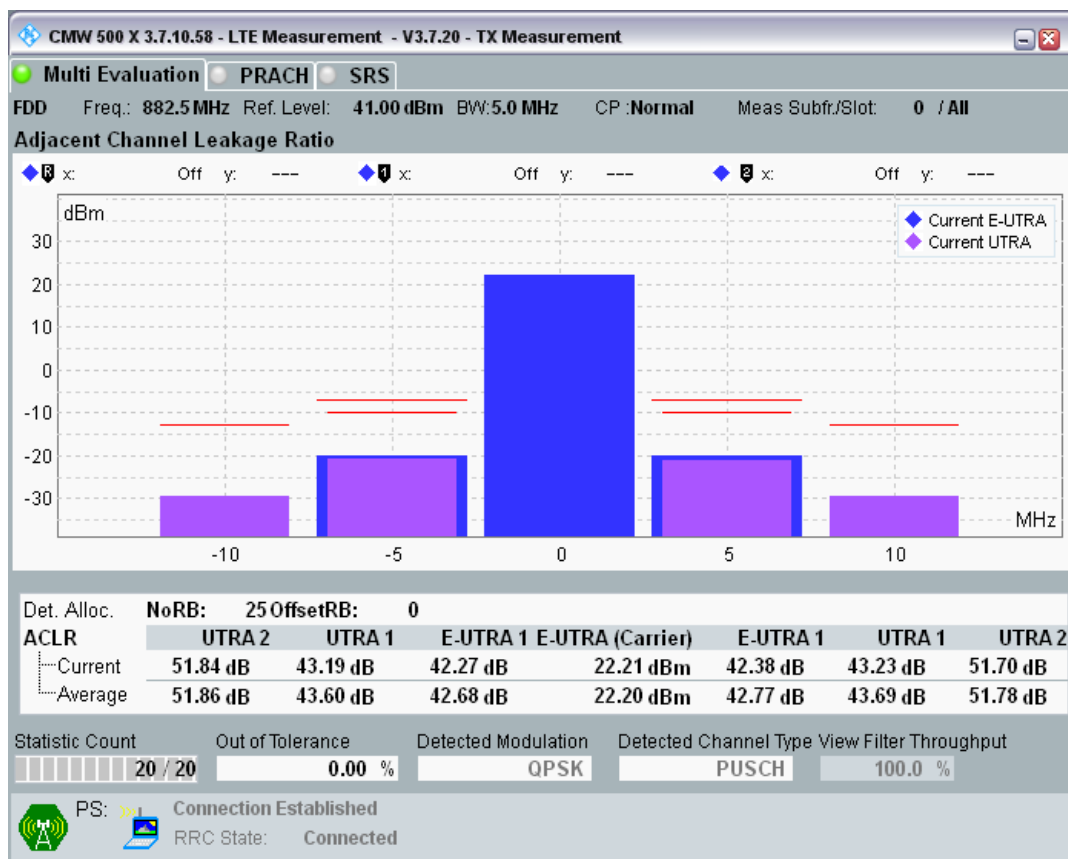 CMW 500 X 3.7.10.58 - LTE Measurement - V3.7.20 - TX Measurement
Multi Evaluation PRACH SRS
FDD Freq.: 882.5 MHz Ref. Level: 41.00 dBm BW: 5.0 MHz CP : Normal Meas Subfr./Slot: 0 / All
Adjacent Channel Leakage Ratio
R x: Off y: --- 1 x: Off y: --- 2 x: Off y: ---
dBm
Current E-UTRA
Current UTRA
30
20
10
0
-10
-20
-30
MHz
-10 -5 0 5 10
Det. Alloc. NoRB: 25 OffsetRB: 0
ACLR UTRA 2 UTRA 1 E-UTRA 1 E-UTRA (Carrier) E-UTRA 1 UTRA 1 UTRA 2
Current 51.84 dB 43.19 dB 42.27 dB 22.21 dBm 42.38 dB 43.23 dB 51.70 dB
Average 51.86 dB 43.60 dB 42.68 dB 22.20 dBm 42.77 dB 43.69 dB 51.78 dB
Statistic Count Out of Tolerance Detected Modulation Detected Channel Type View Filter Throughput
20 / 20 0.00 % QPSK PUSCH 100.0 %
PS: Connection Established
RRC State: Connected